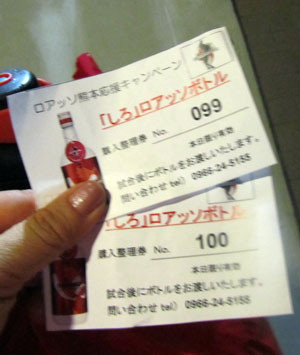 ロアッソ熊本応援キャンペーン
「しろ」ロアッソボトル
購入整理券 No. 099
本日限り有効
試合後にボトルをお渡しいたします。
問い合わせ tel) 0966-24-5155
「しろ」ロアッソボトル
購入整理券 No. 100
本日限り有効
試合後にボトルをお渡しいたします。
問い合わせ tel) 0966-24-5155